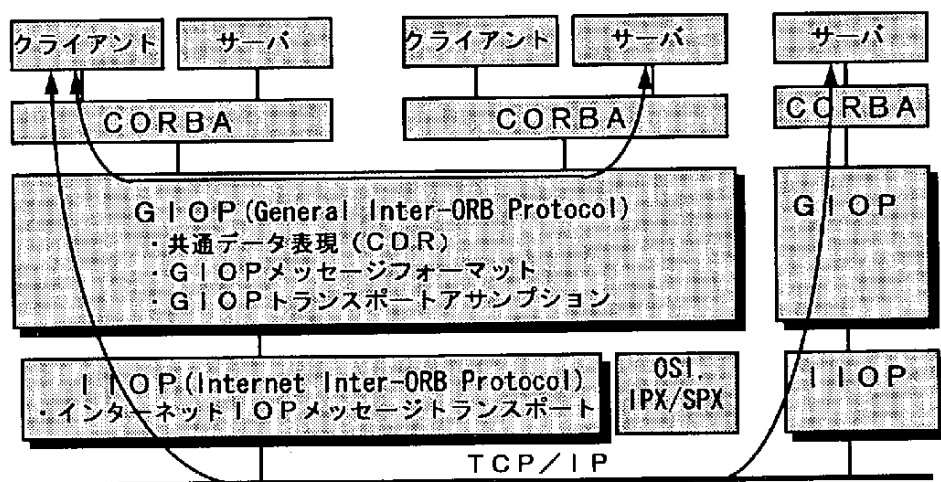 クライアント
サーバ
クライアント
サーバ
サーバ
CORBA
CORBA
CORBA
GIOP(General Inter-ORB Protocol)
・共通データ表現(CDR)
・GIOPメッセージフォーマット
・GIOPトランスポートアサンプション
GIOP
IIOP(Internet Inter-ORB Protocol)
・インターネットIOPメッセージトランスポート
OSI.
IPX/SPX
IIOP
TCP/IP